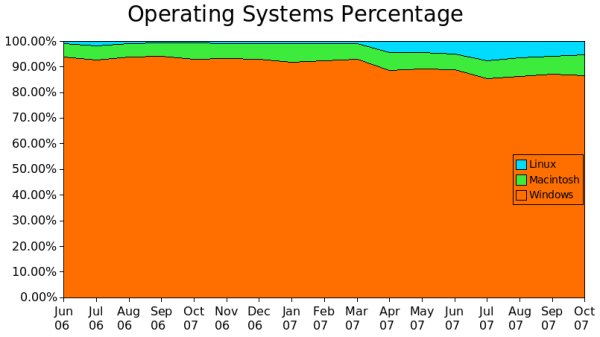 Operating Systems Percentage
100.00%
90.00%
80.00%
70.00%
60.00%
50.00%
40.00%
30.00%
20.00%
10.00%
0.00%
Linux
Macintosh
Windows
Jun Jul Aug Sep Oct Nov Dec Jan Feb Mar Apr May Jun Jul Aug Sep Oct
06 06 06 06 06 06 06 07 07 07 07 07 07 07 07 07 07